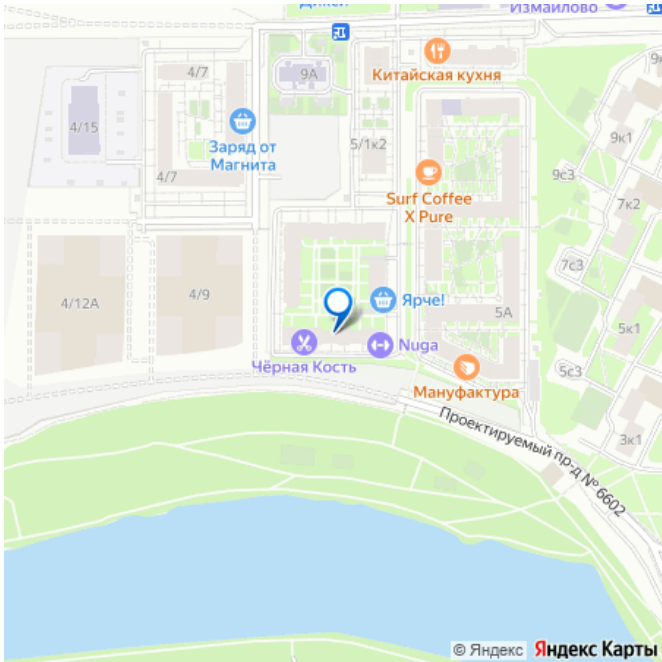 Дикси
Измайлово
Китайская кухня
4/7
9А
9к1
4/15
Заряд от
Магнита
5/1к2
4/7
9с3
Surf Coffee
X Pure
7к2
7с3
4/12А
4/9
Ярче!
5А
5к1
Nuga
Чёрная Кость
5с3
Мануфактура
3к1
Проектируемый пр-д № 6602
© Яндекс
Яндекс Карты